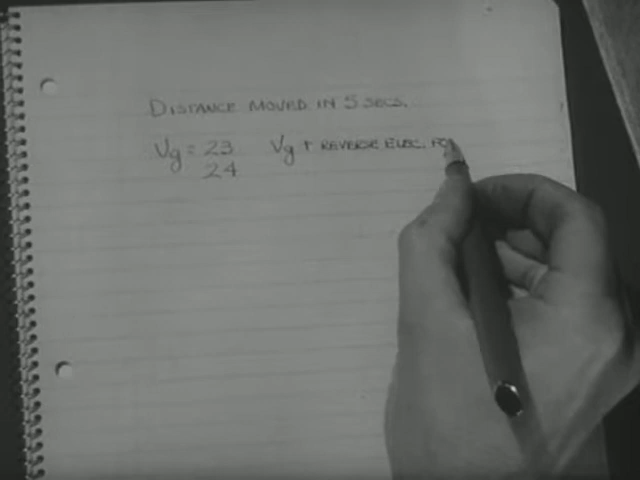 DISTANCE MOVED IN 5 SECS.
Vg = 23 Vg + REVERSE ELEC. FO
24